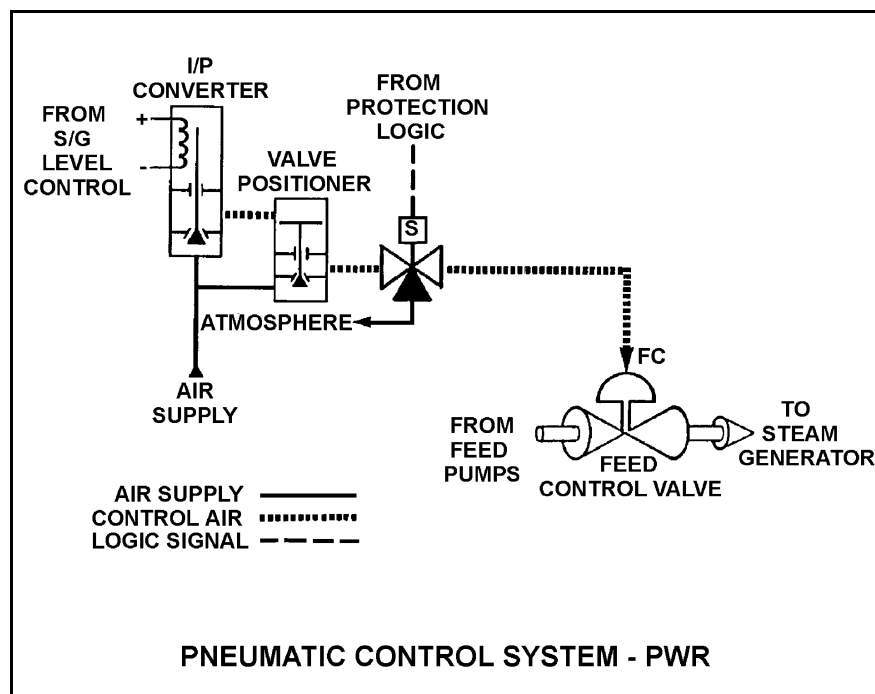 I/P
CONVERTER
FROM
S/G
LEVEL
CONTROL
+
-
VALVE
POSITIONER
FROM
PROTECTION
LOGIC
S
ATMOSPHERE
AIR
SUPPLY
FC
FROM
FEED
PUMPS
FEED
CONTROL VALVE
TO
STEAM
GENERATOR
AIR SUPPLY
CONTROL AIR
LOGIC SIGNAL
PNEUMATIC CONTROL SYSTEM - PWR